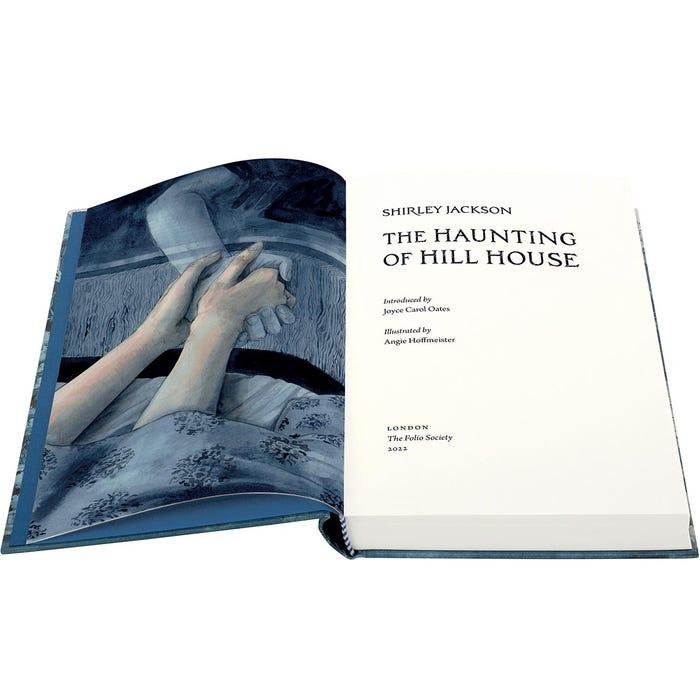 SHIRLEY JACKSON
THE HAUNTING
OF HILL HOUSE
Introduced by
Joyce Carol Oates
Illustrated by
Angie Hoffmeister
LONDON
The Folio Society
2022